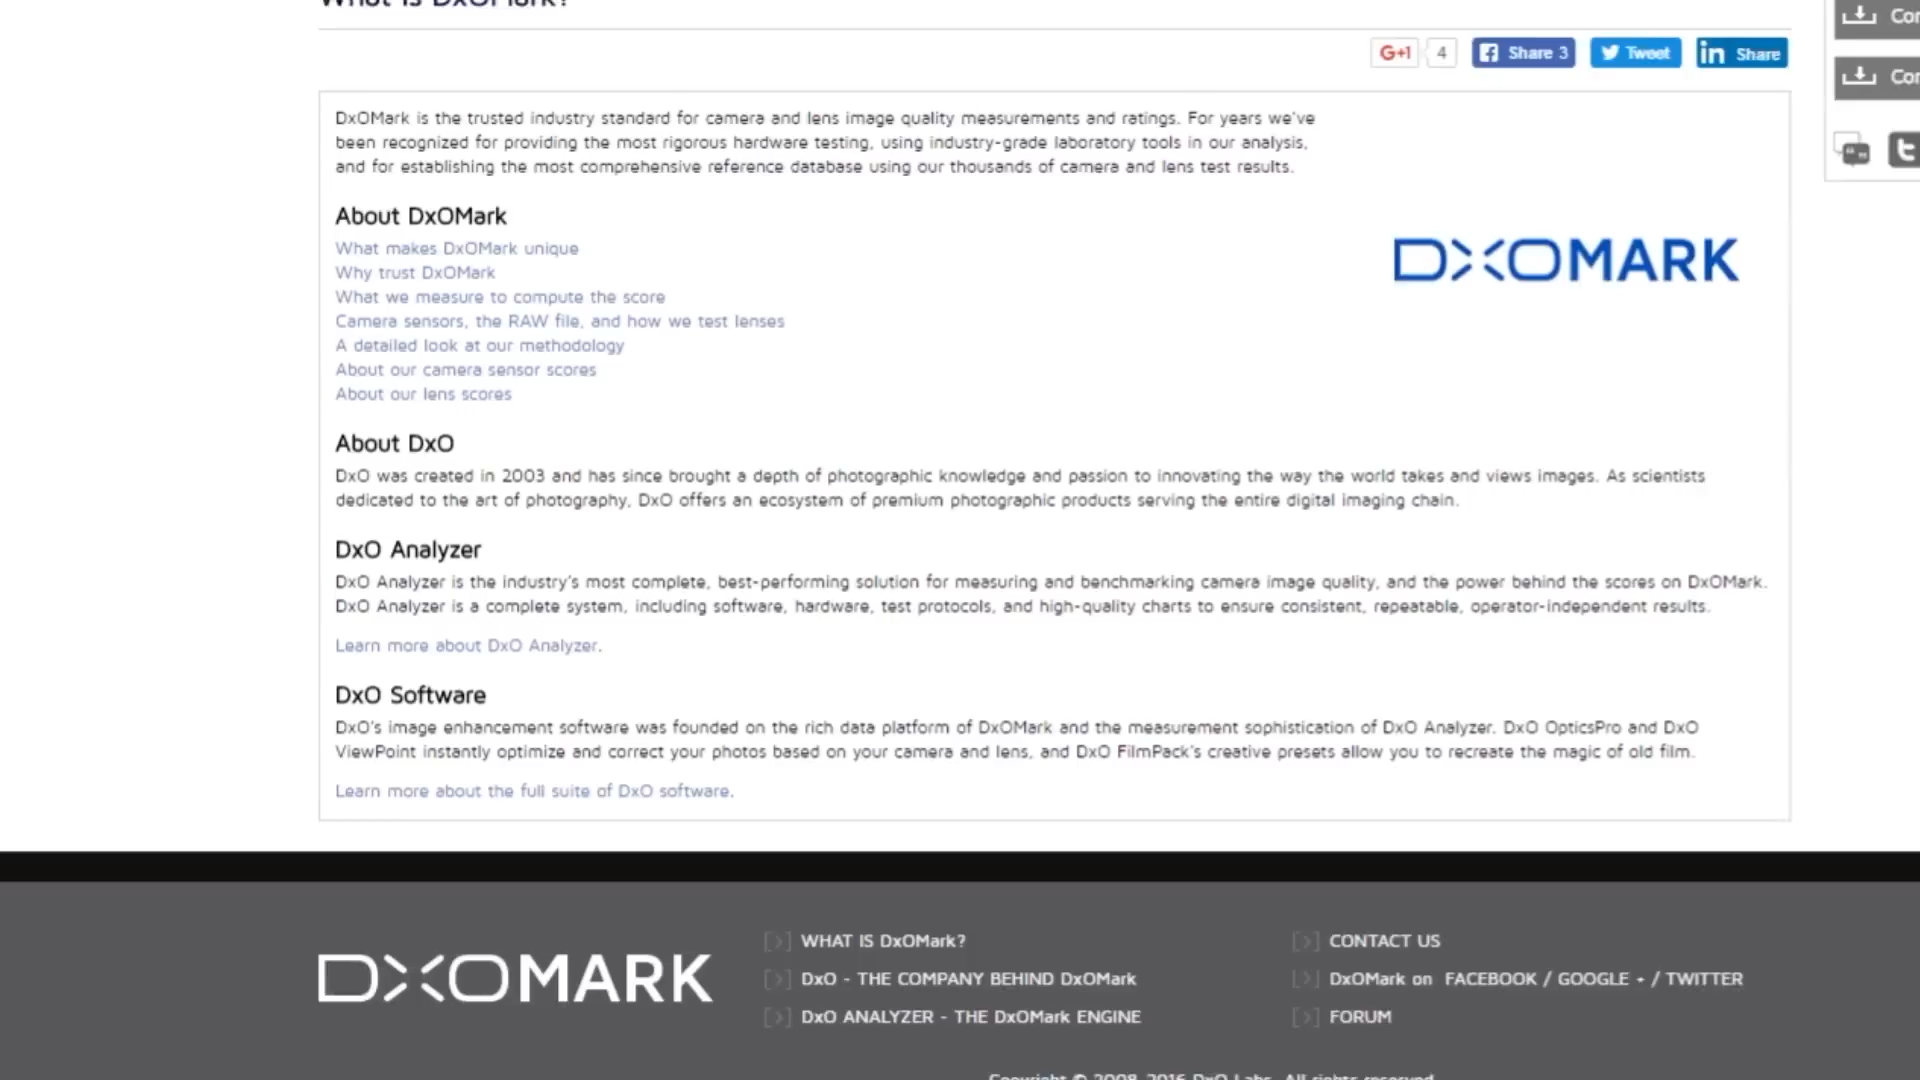 What is DxOMark?
G+1 4 Share 3 Tweet in Share
DxOMark is the trusted industry standard for camera and lens image quality measurements and ratings. For years we've
been recognized for providing the most rigorous hardware testing, using industry-grade laboratory tools in our analysis,
and for establishing the most comprehensive reference database using our thousands of camera and lens test results.
About DxOMark
What makes DxOMark unique
Why trust DxOMark
What we measure to compute the score
Camera sensors, the RAW file, and how we test lenses
A detailed look at our methodology
About our camera sensor scores
About our lens scores
DXOMARK
About DxO
DxO was created in 2003 and has since brought a depth of photographic knowledge and passion to innovating the way the world takes and views images. As scientists
dedicated to the art of photography, DxO offers an ecosystem of premium photographic products serving the entire digital imaging chain.
DxO Analyzer
DxO Analyzer is the industry's most complete, best-performing solution for measuring and benchmarking camera image quality, and the power behind the scores on DxOMark.
DxO Analyzer is a complete system, including software, hardware, test protocols, and high-quality charts to ensure consistent, repeatable, operator-independent results.
Learn more about DxO Analyzer.
DxO Software
DxO's image enhancement software was founded on the rich data platform of DxOMark and the measurement sophistication of DxO Analyzer. DxO OpticsPro and DxO
ViewPoint instantly optimize and correct your photos based on your camera and lens, and DxO FilmPack's creative presets allow you to recreate the magic of old film.
Learn more about the full suite of DxO software.
Cor
Cor
DXOMARK
WHAT IS DxOMark?
DxO - THE COMPANY BEHIND DxOMark
DxO ANALYZER - THE DxOMark ENGINE
CONTACT US
DxOMark on FACEBOOK / GOOGLE + / TWITTER
FORUM
Copyright © 2008-2016 DxO Labs. All rights reserved